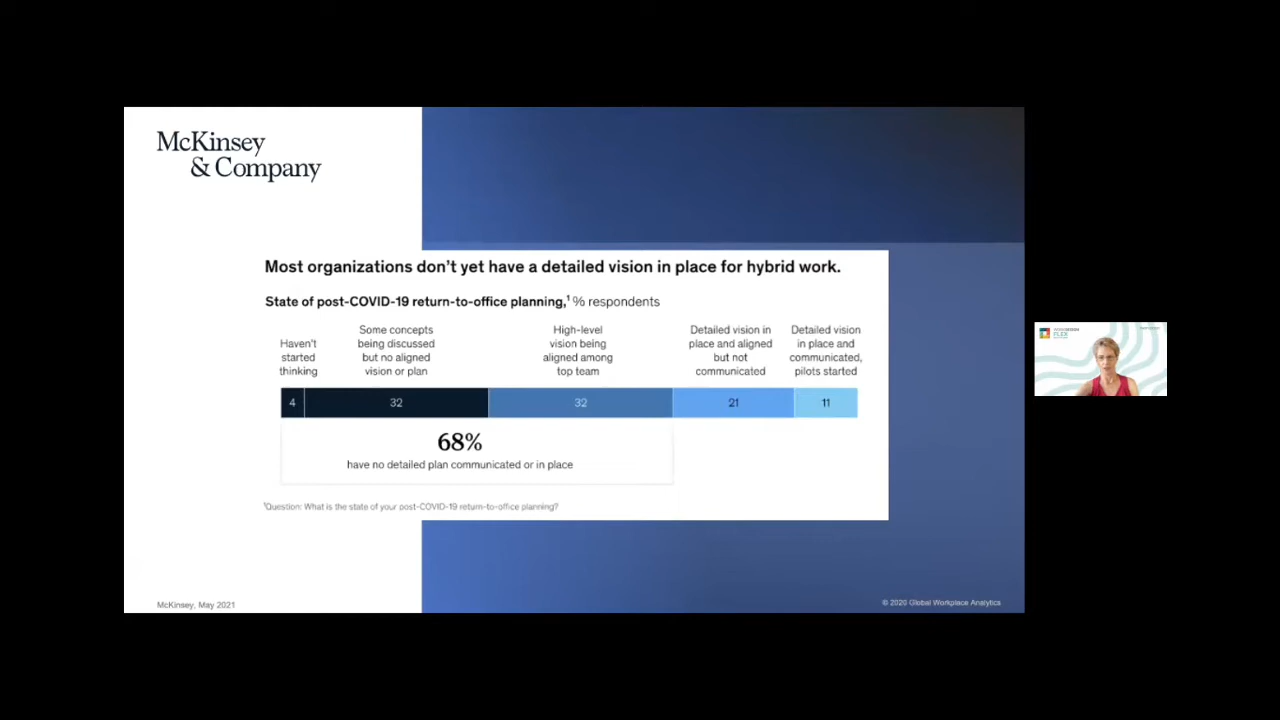 McKinsey
& Company
Most organizations don't yet have a detailed vision in place for hybrid work.
State of post-COVID-19 return-to-office planning,¹ % respondents
Haven't
started
thinking
Some concepts
being discussed
but no aligned
vision or plan
High-level
vision being
aligned among
top team
Detailed vision in
place and aligned
but not
communicated
Detailed vision
in place and
communicated,
pilots started
4
32
32
21
11
68%
have no detailed plan communicated or in place
¹Question: What is the state of your post-COVID-19 return-to-office planning?
McKinsey, May 2021
© 2020 Global Workplace Analytics